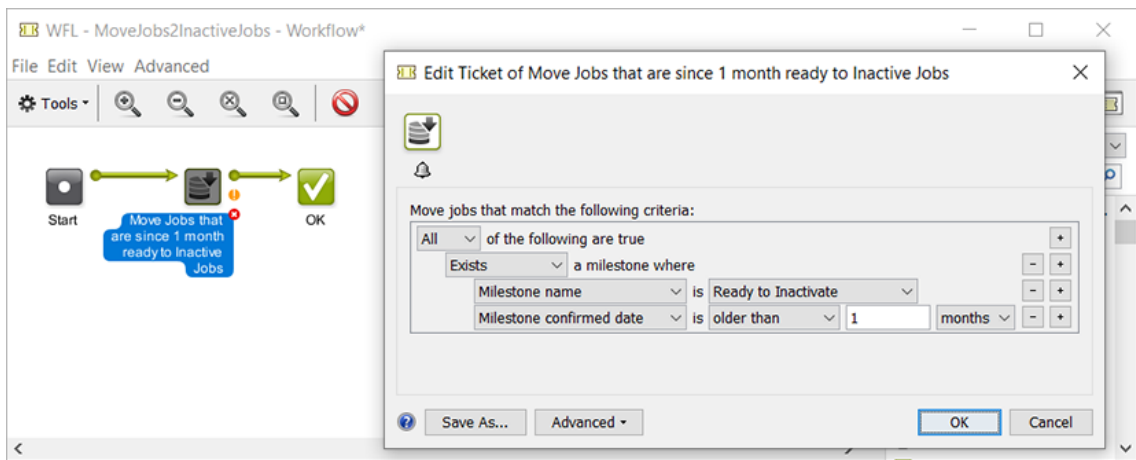 WFL - MoveJobs2InactiveJobs - Workflow*
File Edit View Advanced
Tools
Start
Move Jobs that
are since 1 month
ready to Inactive
Jobs
OK
Edit Ticket of Move Jobs that are since 1 month ready to Inactive Jobs
Move jobs that match the following criteria:
All of the following are true
Exists a milestone where
Milestone name is Ready to Inactivate
Milestone confirmed date is older than 1 months
Save As... Advanced OK Cancel